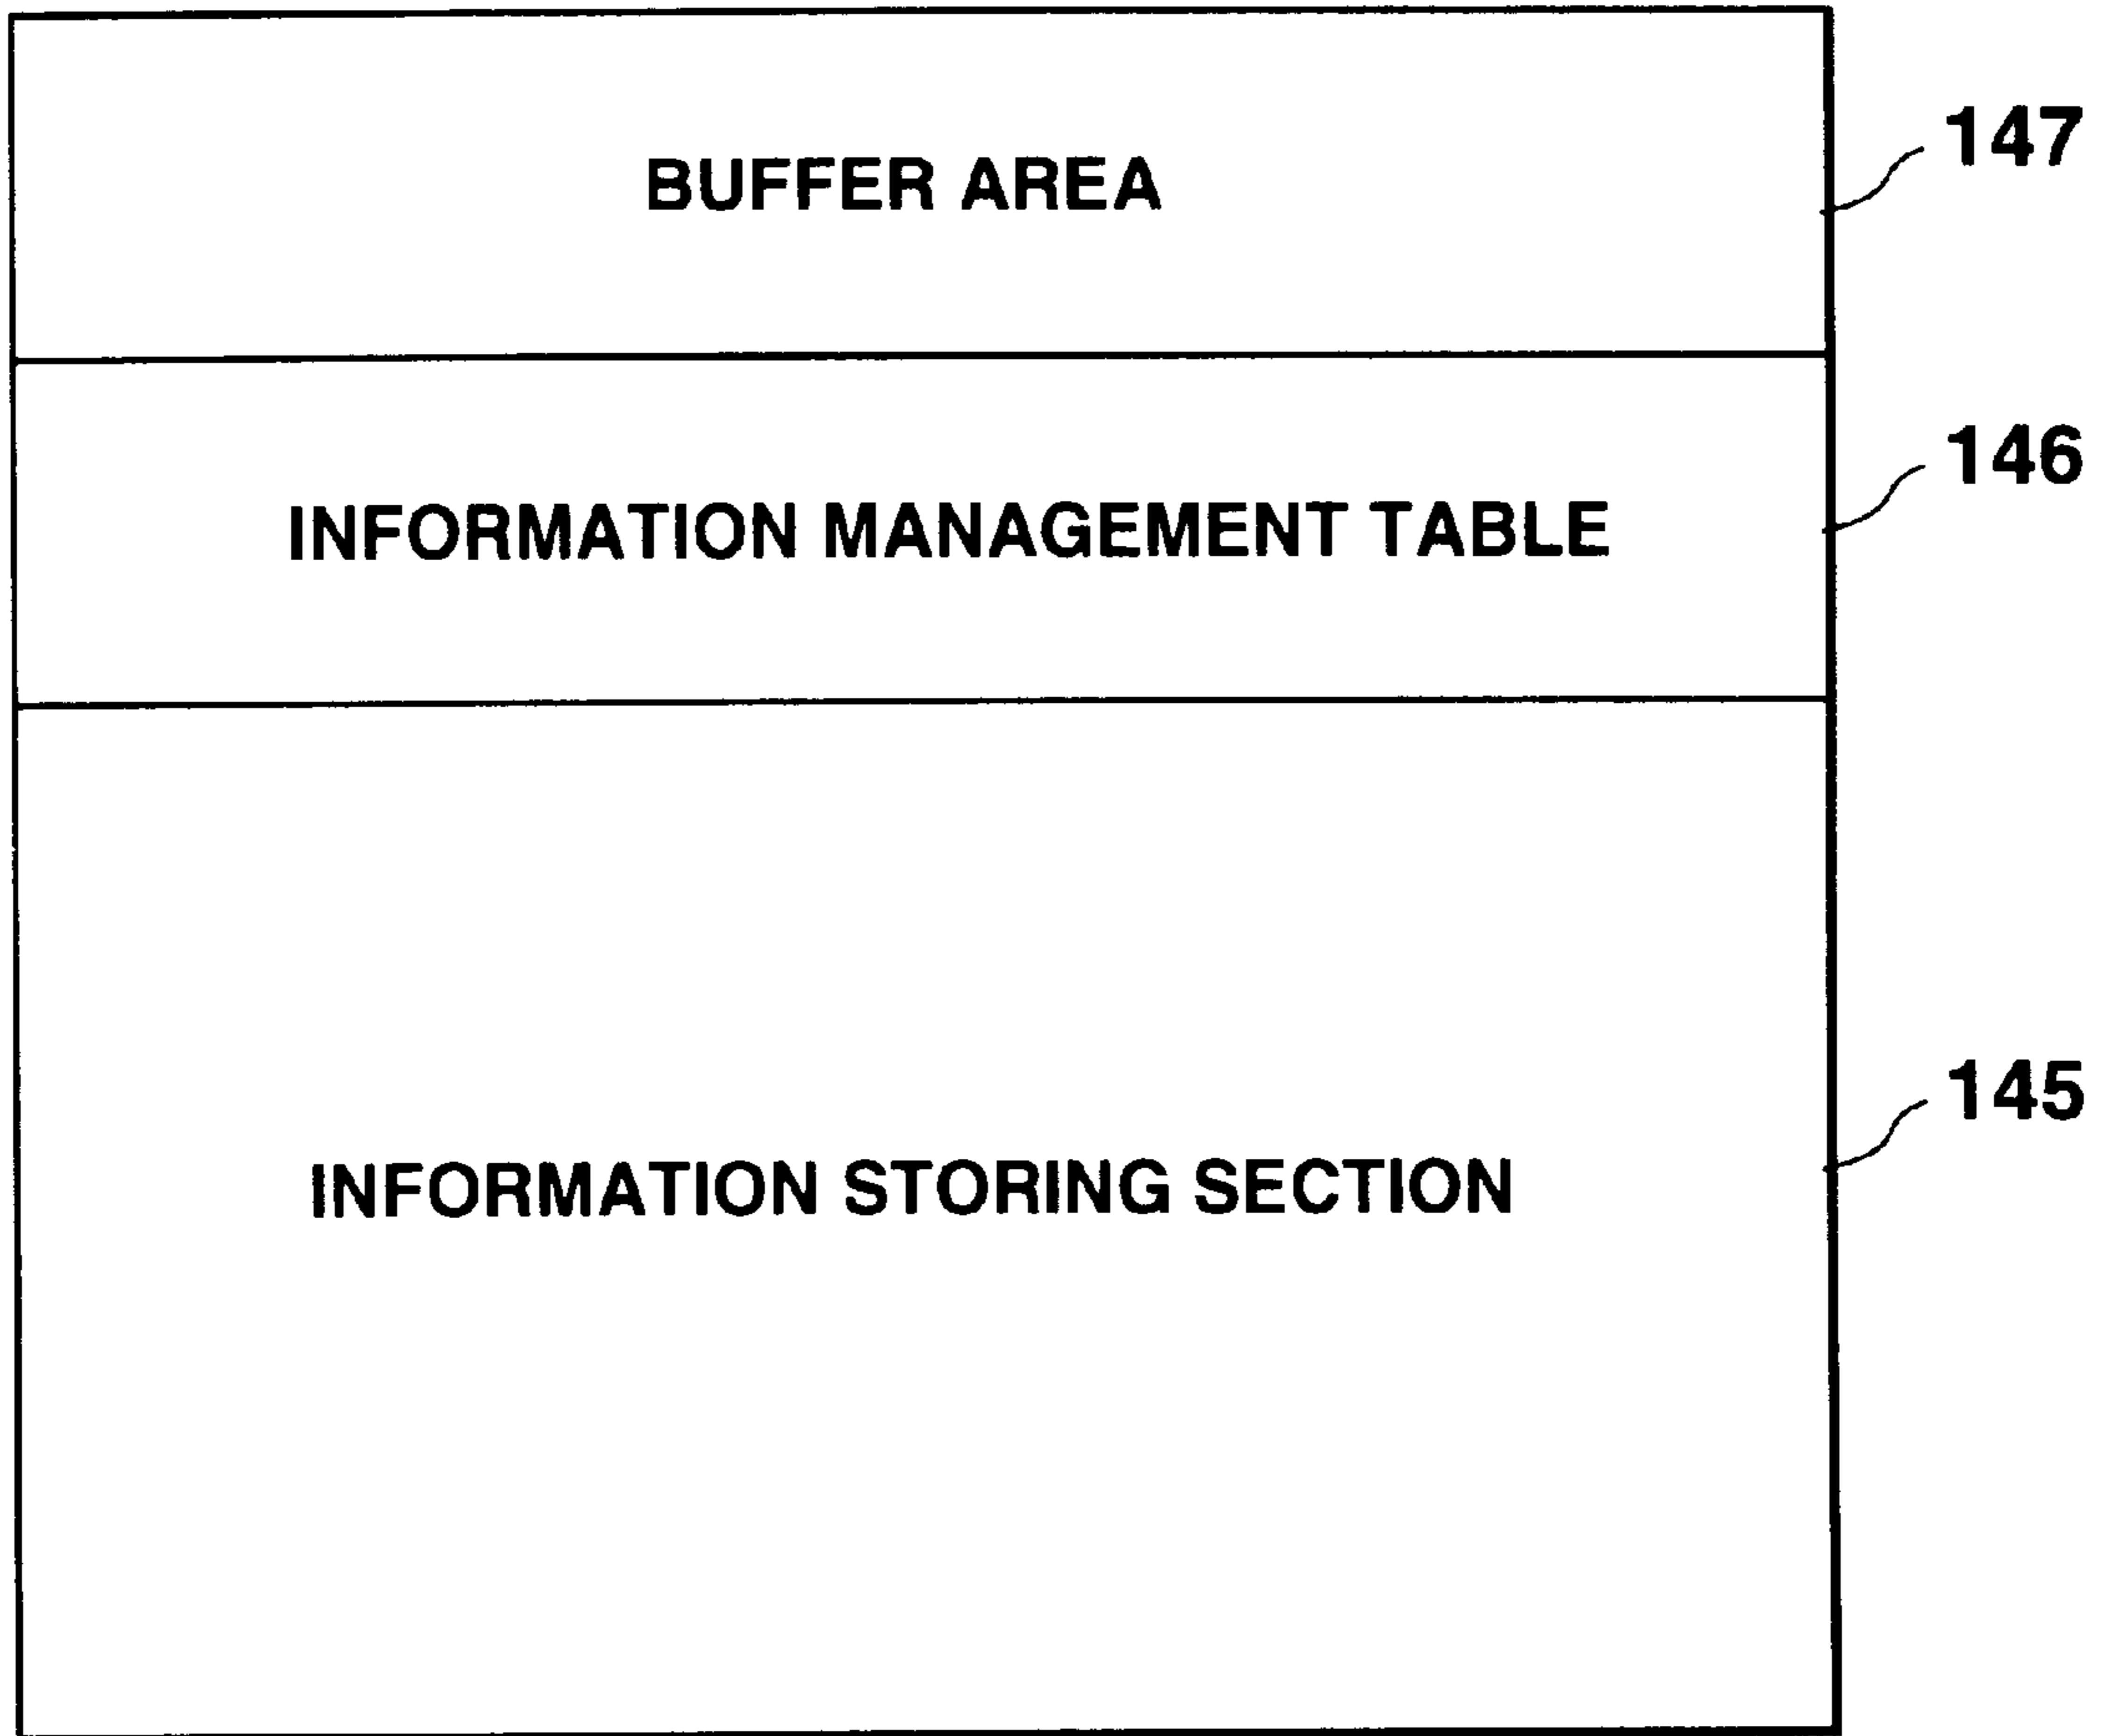 147
BUFFER AREA
146
INFORMATION MANAGEMENT TABLE
145
INFORMATION STORING SECTION